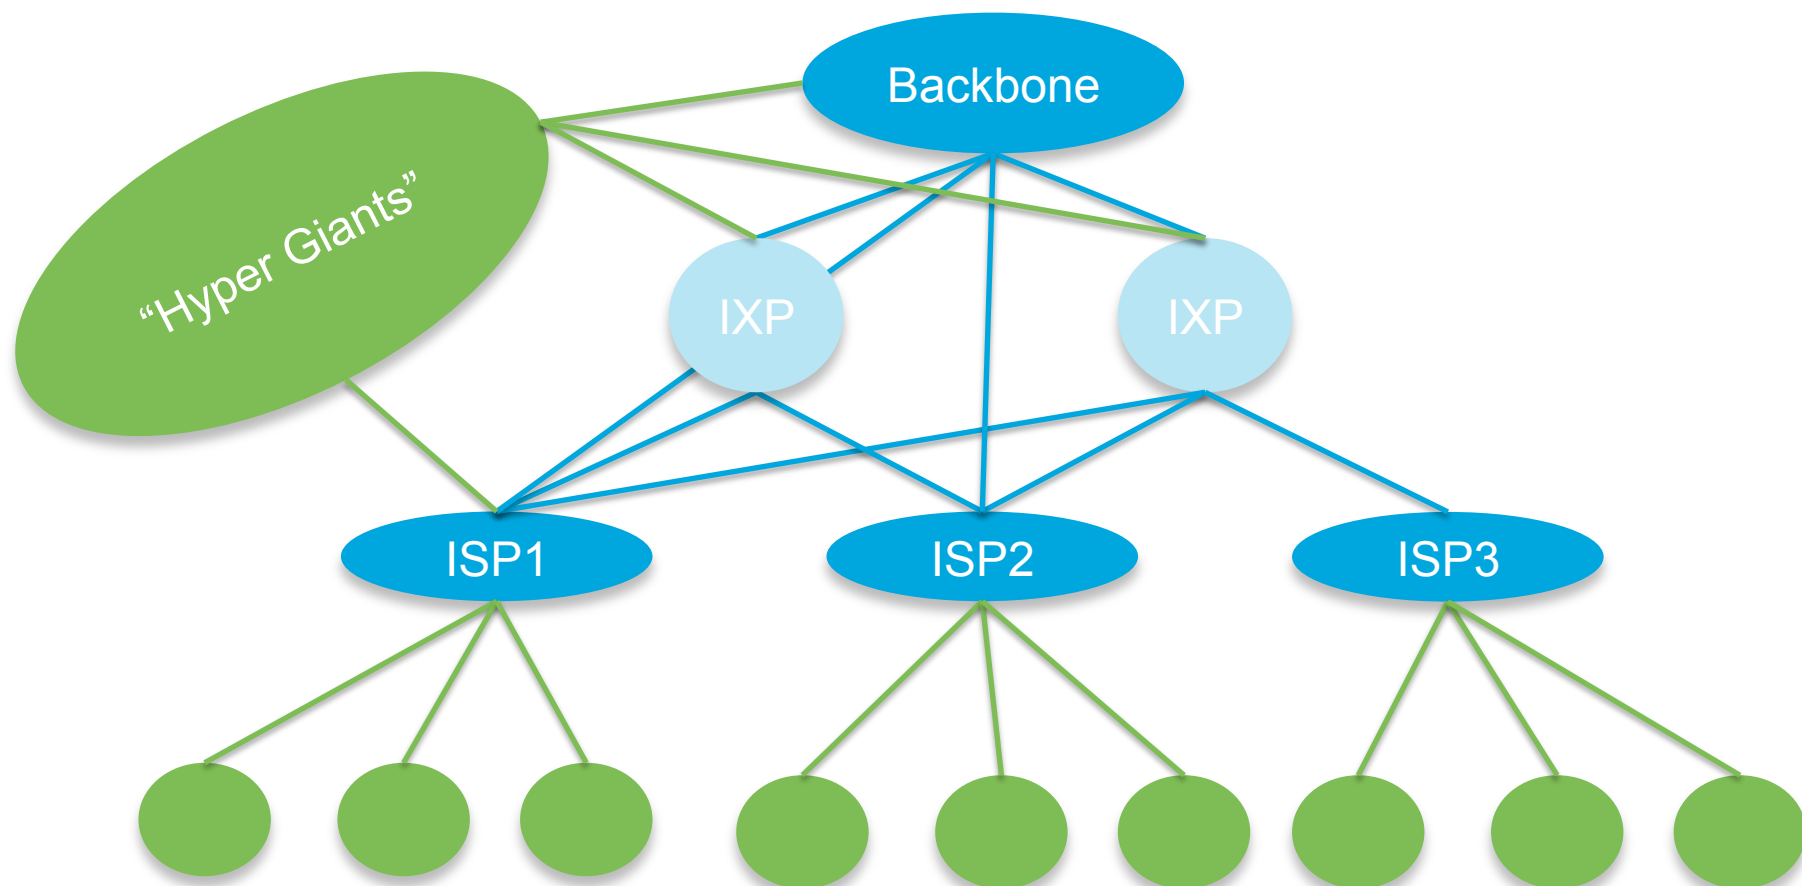 Backbone
“Hyper Giants”
IXP
IXP
ISP1
ISP2
ISP3